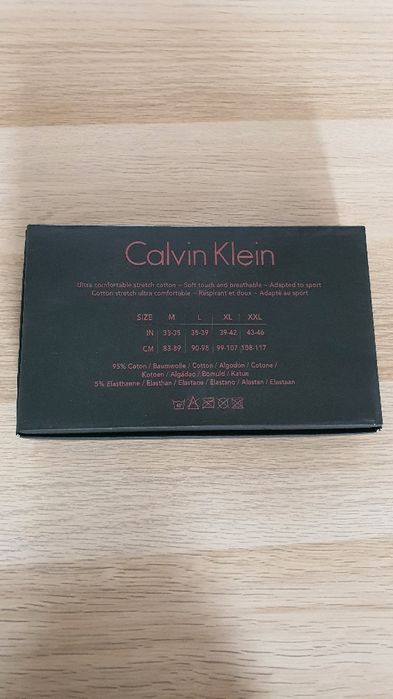 Calvin Klein
Ultra comfortable stretch cotton – Soft touch and breathable – Adapted to sport
Cotton stretch ultra comfortable – Respirant et doux – Adapté au sport
SIZE M L XL XXL
IN 33-35 35-39 39-42 43-46
CM 83-89 90-98 99-107 108-117
95% Coton / Baumwolle / Cotton / Algodón / Cotone /
Katoen / Algodao / Bomuld / Katue
5% Elasthanne / Elasthan / Elastane / Elastano / Alastan / Elastaan